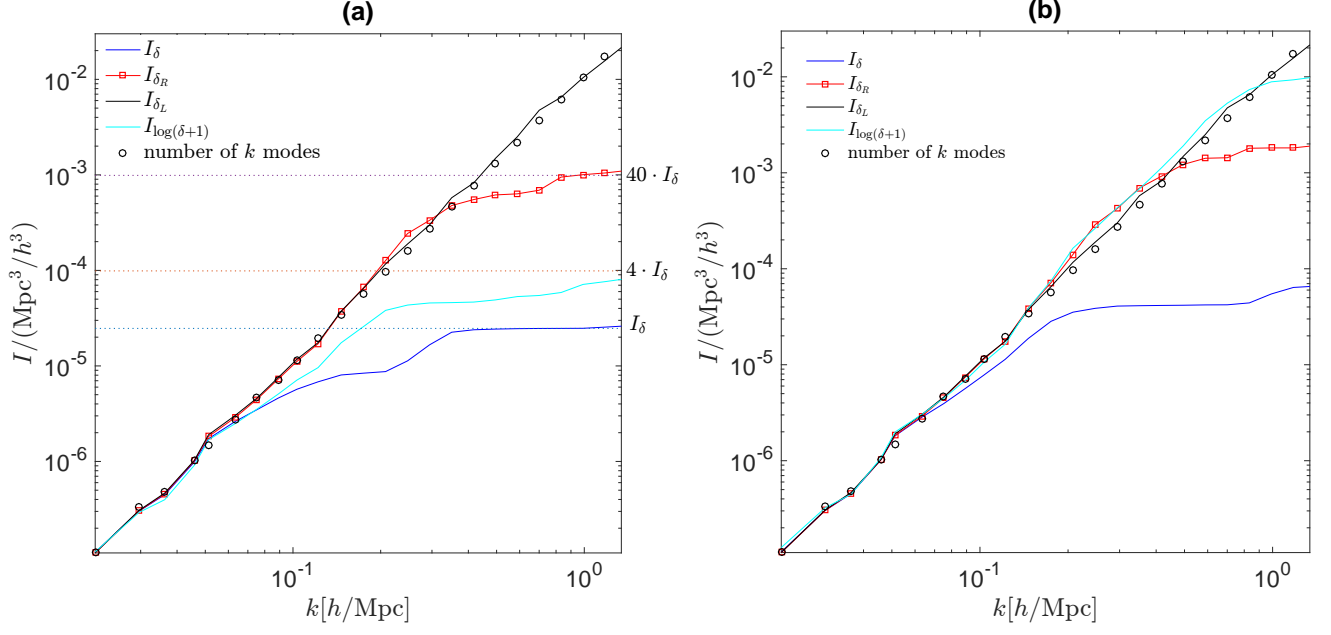 (a)
I_δ
I_{δ_R}
I_{δ_L}
I_{log(δ+1)}
number of k modes
10^{-2}
10^{-3}
10^{-4}
10^{-5}
10^{-6}
I/(Mpc^3/h^3)
40 · I_δ
4 · I_δ
I_δ
10^{-1}
10^0
k[h/Mpc]
(b)
I_δ
I_{δ_R}
I_{δ_L}
I_{log(δ+1)}
number of k modes
10^{-2}
10^{-3}
10^{-4}
10^{-5}
10^{-6}
I/(Mpc^3/h^3)
10^{-1}
10^0
k[h/Mpc]